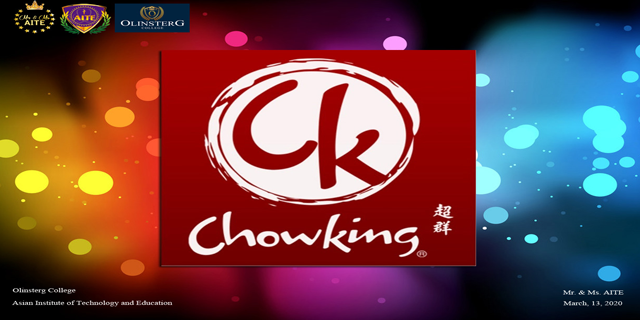 Mr. & Ms.
AITE
AITE
OLINSTERG
COLLEGE
Ck
Chowking®
超群
Olinsterg College
Asian Institute of Technology and Education
Mr. & Ms. AITE
March, 13, 2020